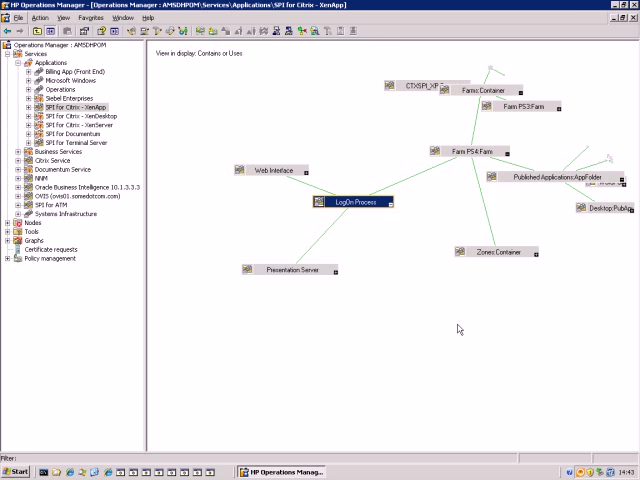 HP Operations Manager - [Operations Manager : AMSDHPOM\Services\Applications\SPI for Citrix - XenApp]
File Action View Favorites Window Help
Operations Manager : AMSDHPOM
Services
Applications
Billing App (Front End)
Microsoft Windows
Operations
Siebel Enterprises
SPI for Citrix - XenApp
SPI for Citrix - XenDesktop
SPI for Citrix - XenServer
SPI for Documentum
SPI for Terminal Server
Business Services
Citrix Service
Documentum Service
NNM
Oracle Business Intelligence 10.1.3.3.3
OVIS (ovis01.somedotcom.com)
SPI for ATM
Systems Infrastructure
Nodes
Tools
Graphs
Certificate requests
Policy management
View in display: Contains or Uses
CTXSPI_XP
Farms:Container
Farm PS3:Farm
Farm PS4:Farm
Web Interface
Published Applications:AppFolder
LogOn Process
Desktop:PubAp
Zones:Container
Presentation Server
Filter:
Start
HP Operations Manag...
14:43